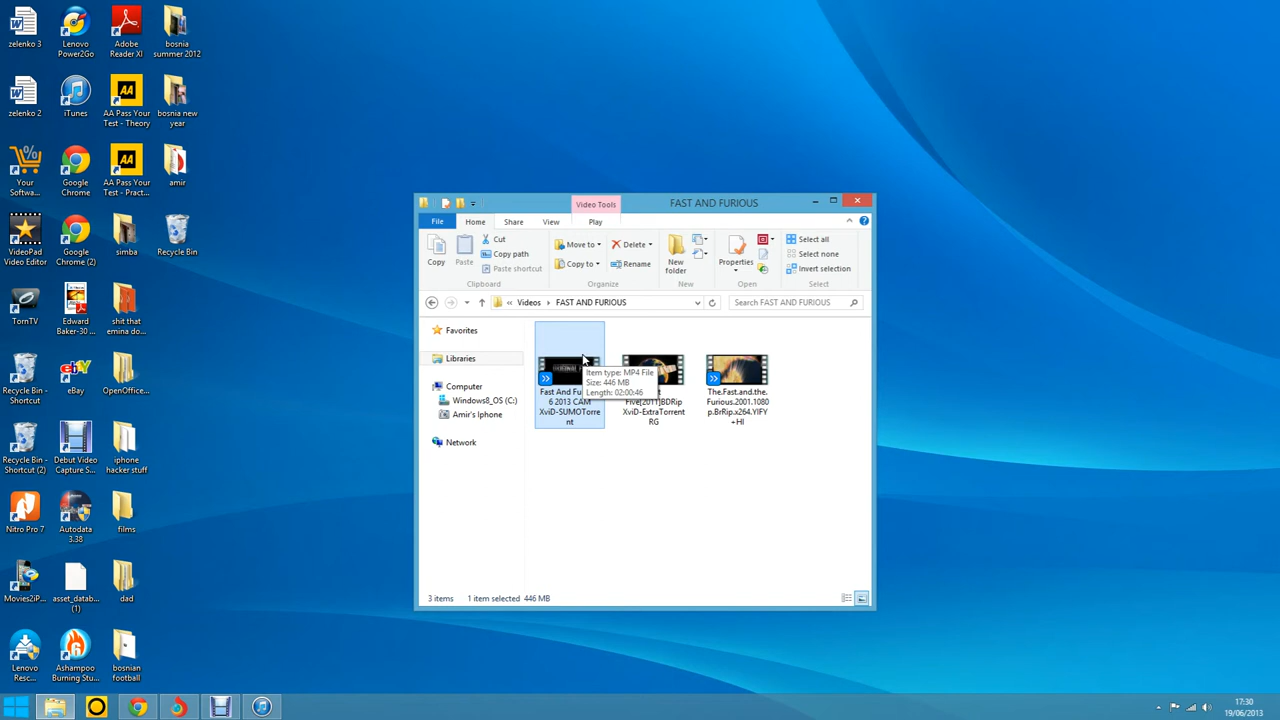 zelenko 3
Lenovo
Power2Go
Adobe
Reader XI
bosnia
summer 2012
zelenko 2
iTunes
AA
AA Pass Your
Test - Theory
bosnia new
year
Your
Softwa...
Google
Chrome
AA
AA Pass Your
Test - Pract...
amir
VideoPad
Video Editor
Google
Chrome (2)
simba
Recycle Bin
TornTV
Edward
Baker-30 ...
shit that
emina do...
Recycle Bin -
Shortcut
eBay
OpenOffice...
Recycle Bin -
Shortcut (2)
Debut Video
Capture S...
iphone
hacker stuff
Nitro Pro 7
Autodata
3.38
films
Movies2iP...
asset_datab...
(1)
dad
Lenovo
Resc...
6
Ashampoo
Burning Stu...
bosnian
football
Video Tools
FAST AND FURIOUS
File
Home
Share
View
Play
Copy
Paste
Cut
Copy path
Paste shortcut
Clipboard
Move to
Copy to
Delete
Rename
Organize
New
folder
New
Properties
Open
Select all
Select none
Invert selection
Select
« Videos
FAST AND FURIOUS
Search FAST AND FURIOUS
Favorites
Libraries
Computer
Windows8_OS (C:)
Amir's Iphone
Network
Fast And Fu
6 2013 CAM
XviD-SUMOTorre
nt
Item type: MP4 File
Size: 446 MB
Length: 02:00:46
Five[2011]BDRip
XviD-ExtraTorrent
RG
The.Fast.and.the.
Furious.2001.1080
p.BrRip.x264.YIFY
+HI
3 items
1 item selected 446 MB
17:30
19/06/2013